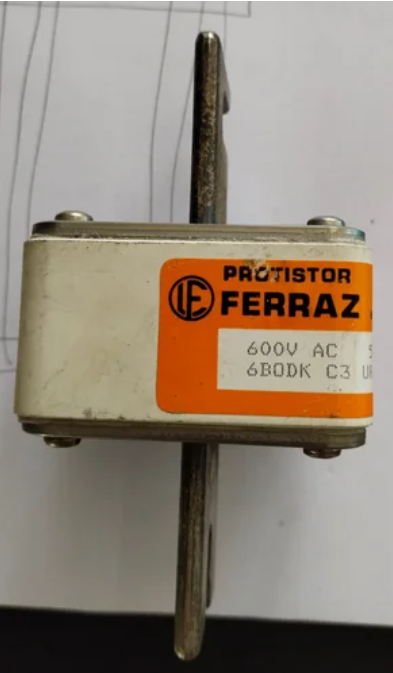 PROTISTOR
FERRAZ
600V AC
6BODK C3